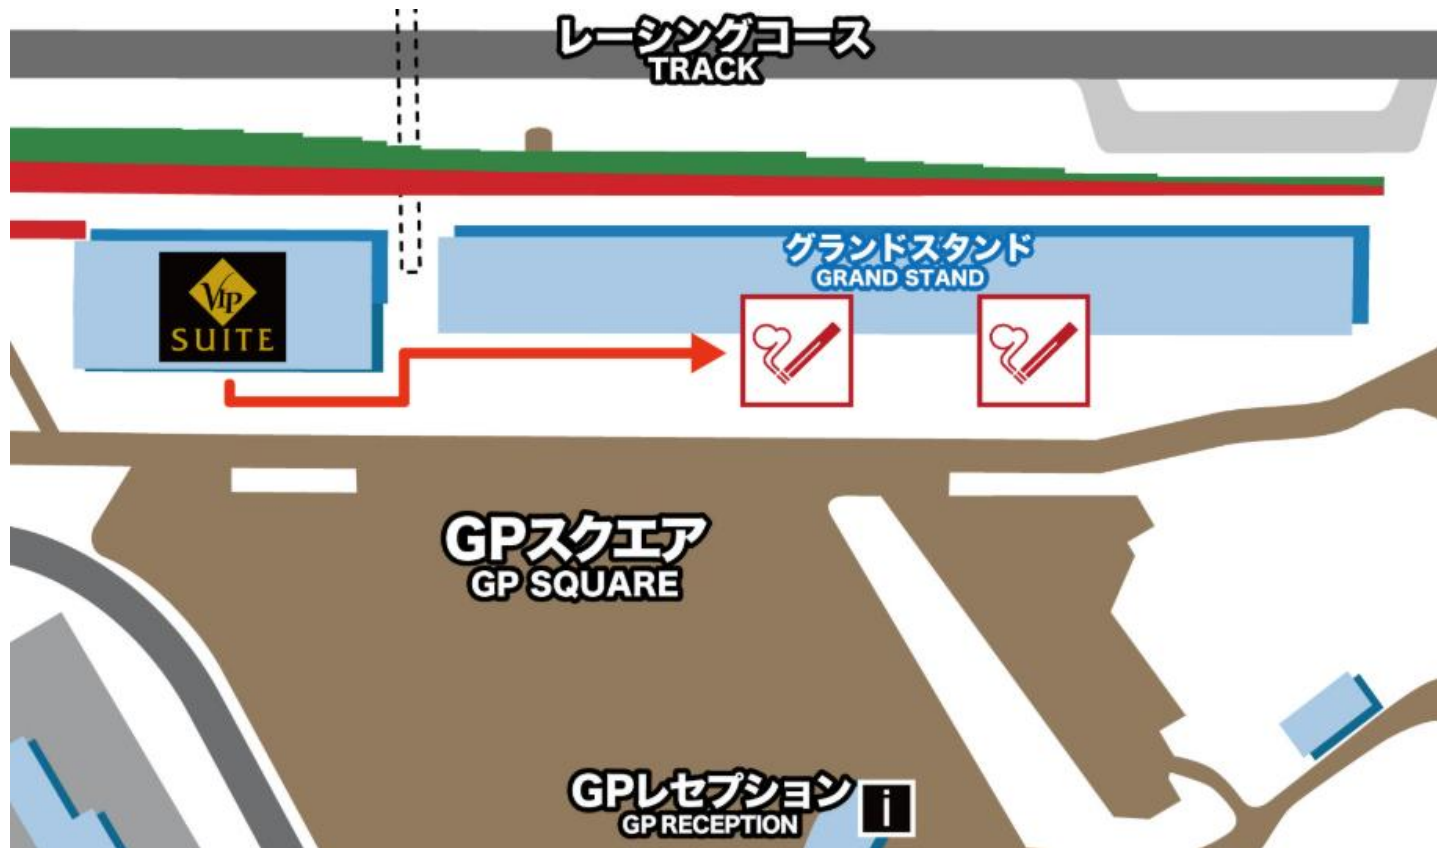 レーシングコース
TRACK
グランドスタンド
GRAND STAND
VIP
SUITE
GPスクエア
GP SQUARE
GPレセプション
GP RECEPTION
i